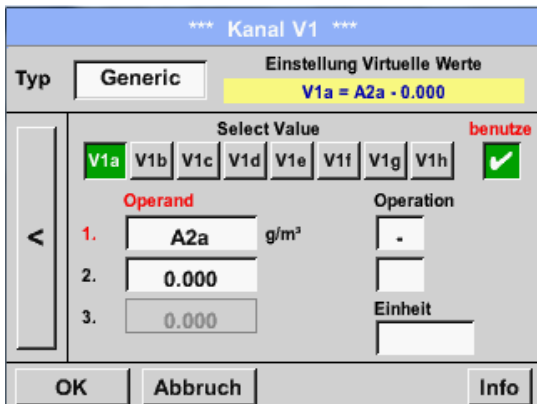 *** Kanal V1 ***
Typ Generic Einstellung Virtuelle Werte
V1a = A2a - 0.000
Select Value benutze
V1a V1b V1c V1d V1e V1f V1g V1h ✔
Operand Operation
< 1. A2a g/m³ -
2. 0.000
3. 0.000 Einheit
OK Abbruch Info